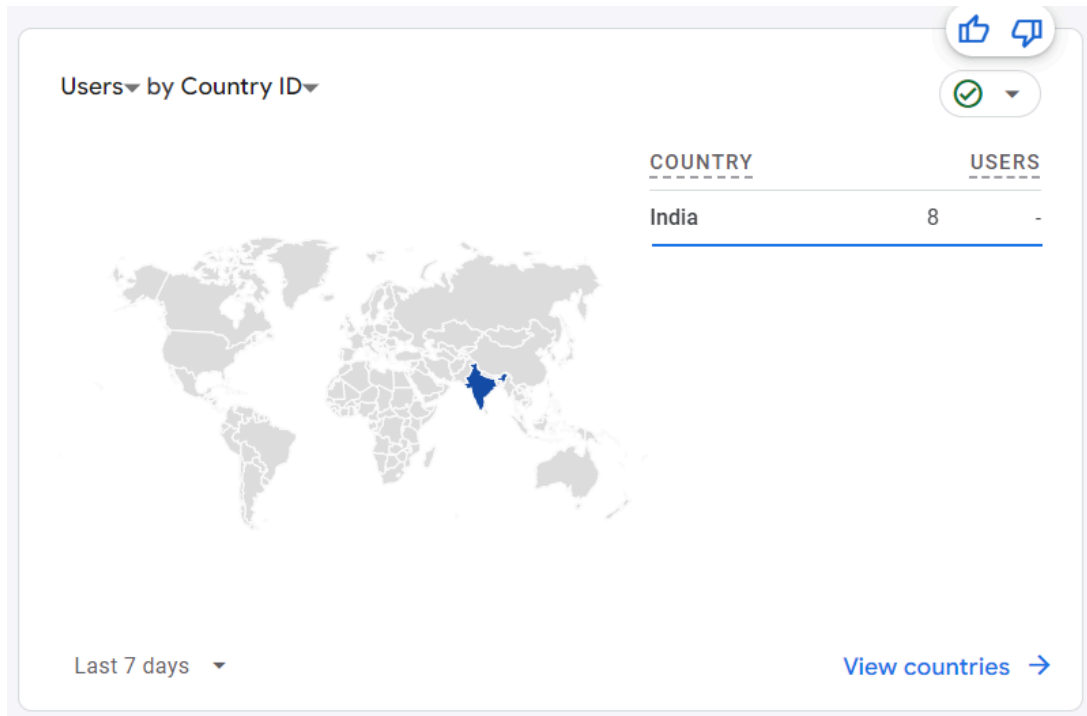 Users by Country ID
COUNTRY USERS
India 8 -
Last 7 days
View countries